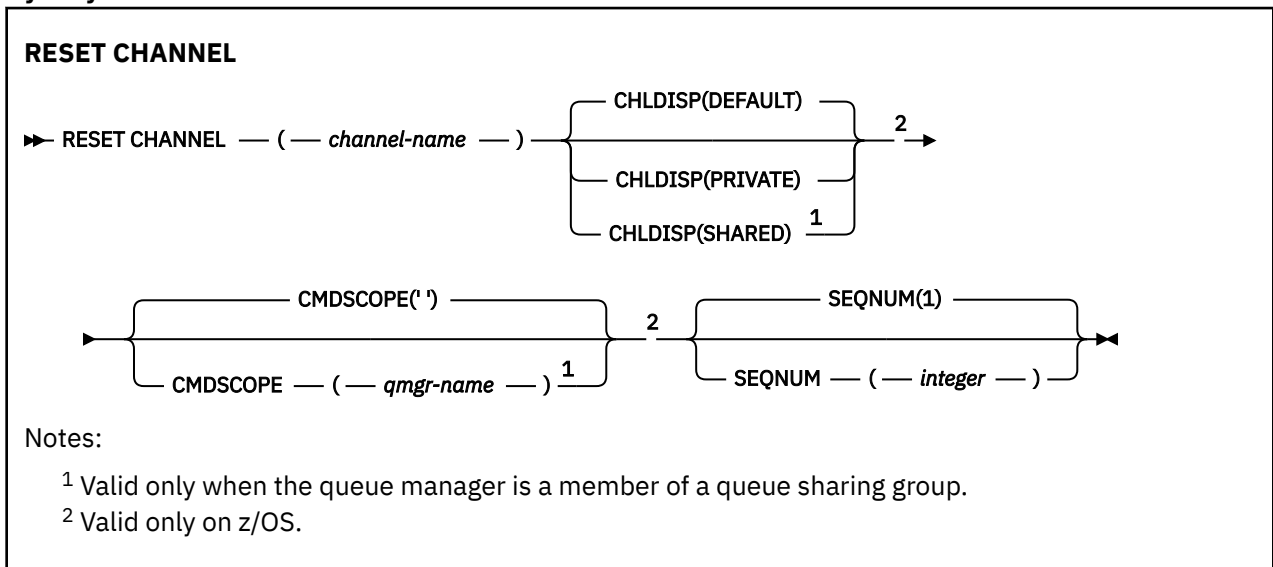 RESET CHANNEL
CHLDISP(DEFAULT)
RESET CHANNEL ( channel-name ) 2
CHLDISP(PRIVATE)
CHLDISP(SHARED) 1
CMDSCOPE(' ') SEQNUM(1)
2
CMDSCOPE ( qmgr-name ) 1 SEQNUM ( integer )
Notes:
1 Valid only when the queue manager is a member of a queue sharing group.
2 Valid only on z/OS.